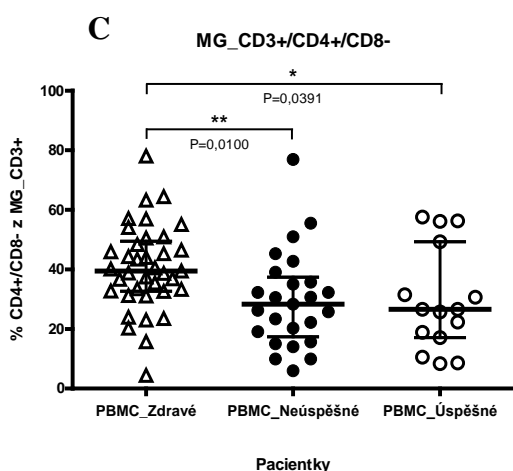 C
MG_CD3+/CD4+/CD8-
*
P=0,0391
**
P=0,0100
% CD4+/CD8- z MG_CD3+
100
80
60
40
20
0
PBMC_Zdravé PBMC_Neúspěšné PBMC_Úspěšné
Pacientky